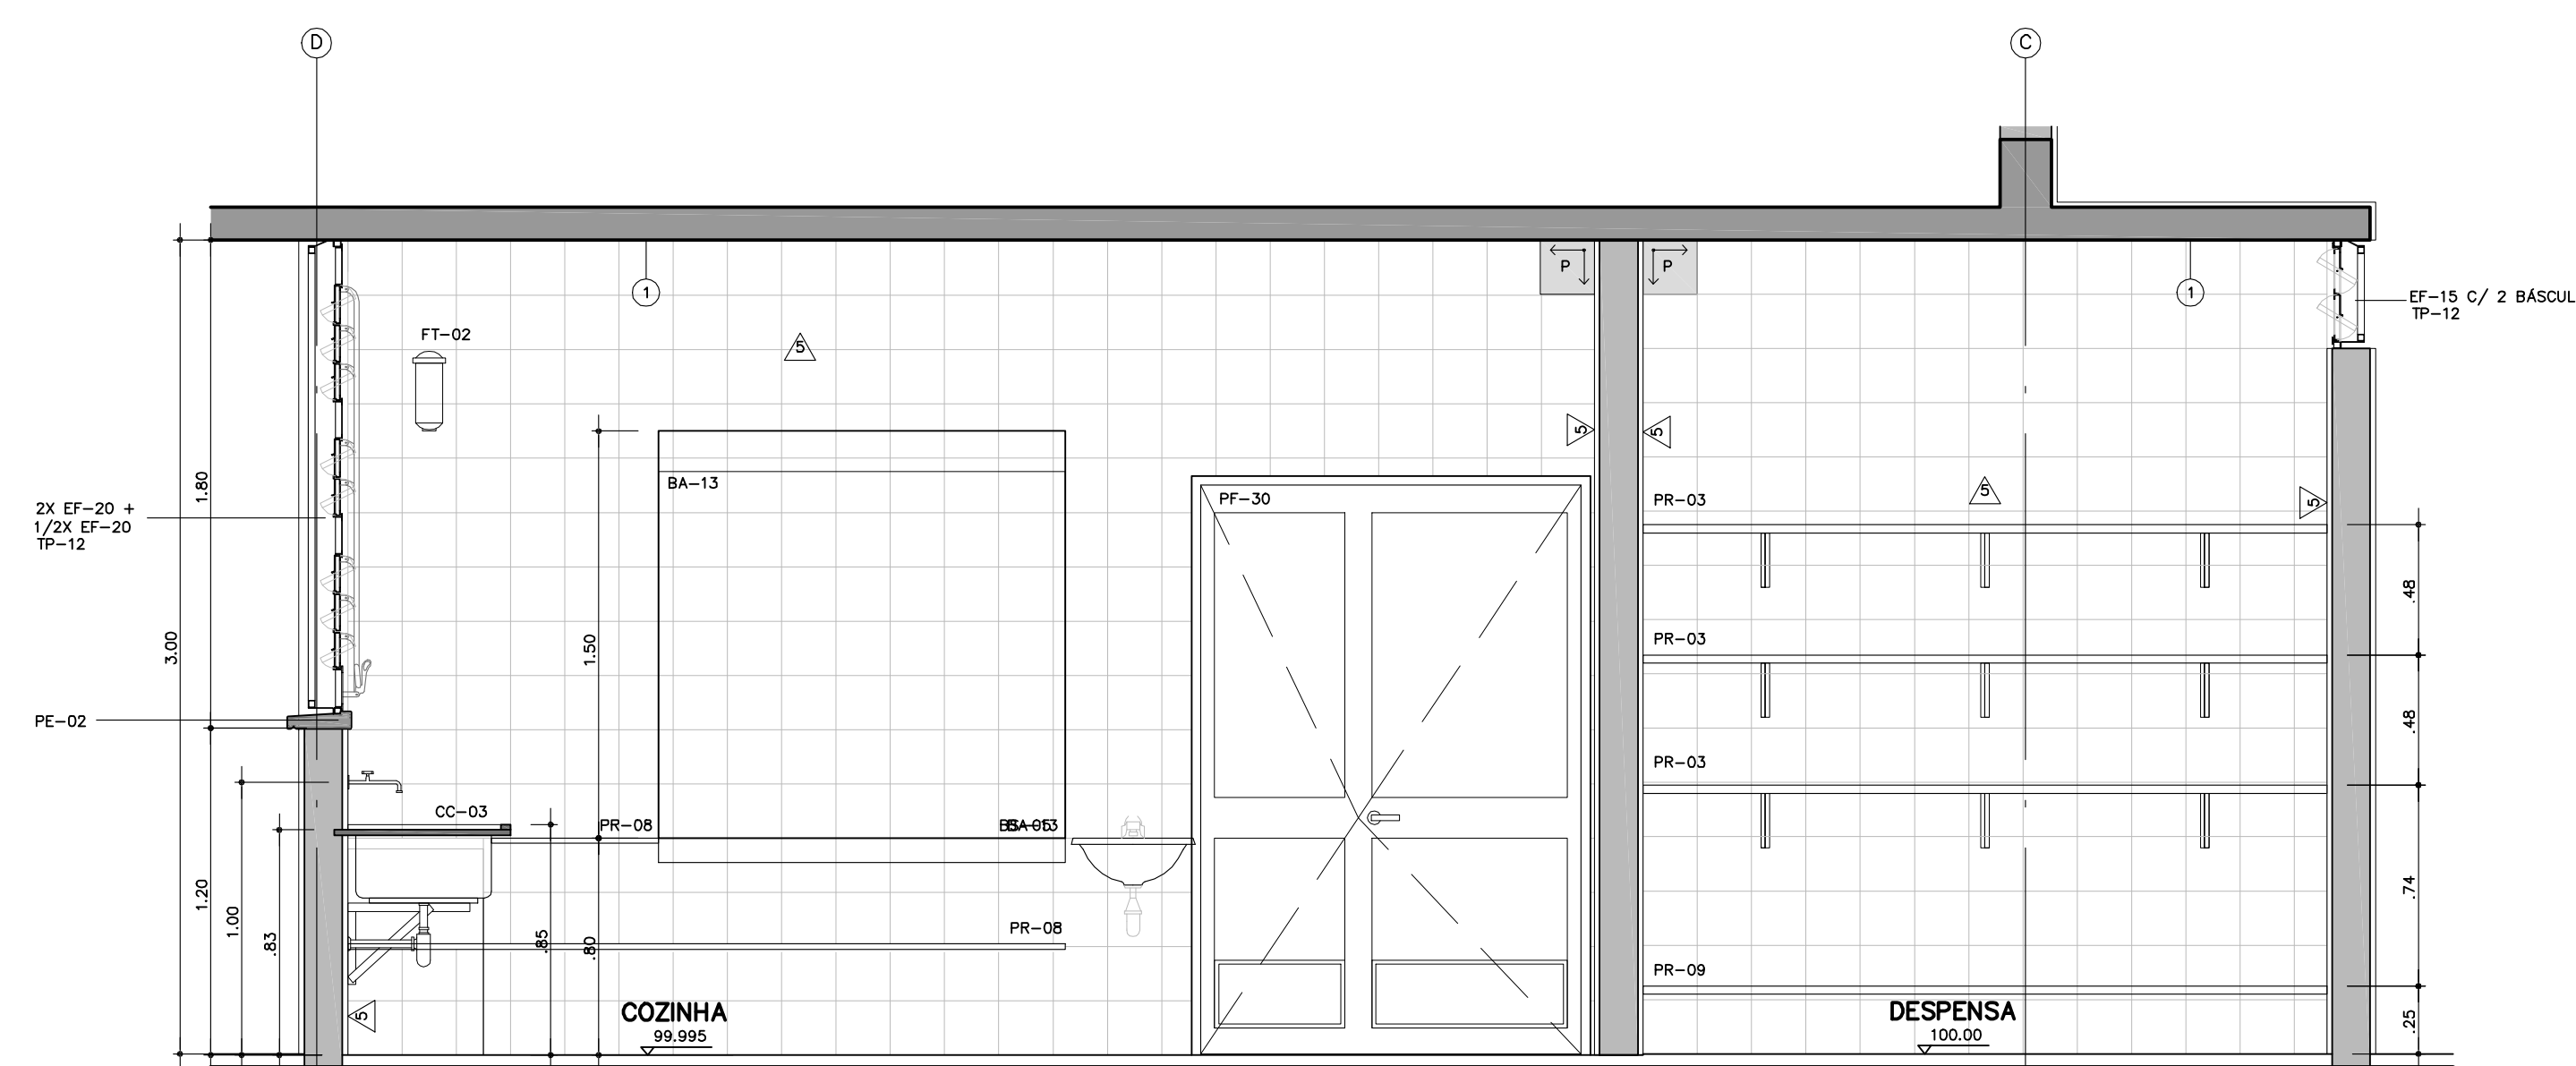 D
C
P
P
1
1
EF-15 C/ 2 BÁSCUL
TP-12
FT-02
5
5
5
1.80
BA-13
PF-30
PR-03
5
5
2X EF-20 +
1/2X EF-20
TP-12
.48
3.00
1.50
PR-03
PE-02
.48
PR-03
CC-03
PR-08
BA-13
1.20
1.00
.83
.85
.80
.74
PR-08
PR-09
5
COZINHA
99.995
DESPENSA
100.00
.25